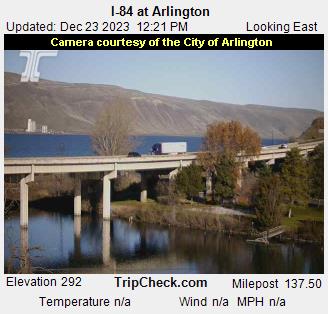 I-84 at Arlington
Updated: Dec 23 2023 12:21 PM Looking East
Camera courtesy of the City of Arlington
Elevation 292 TripCheck.com Milepost 137.50
Temperature n/a Wind n/a MPH n/a